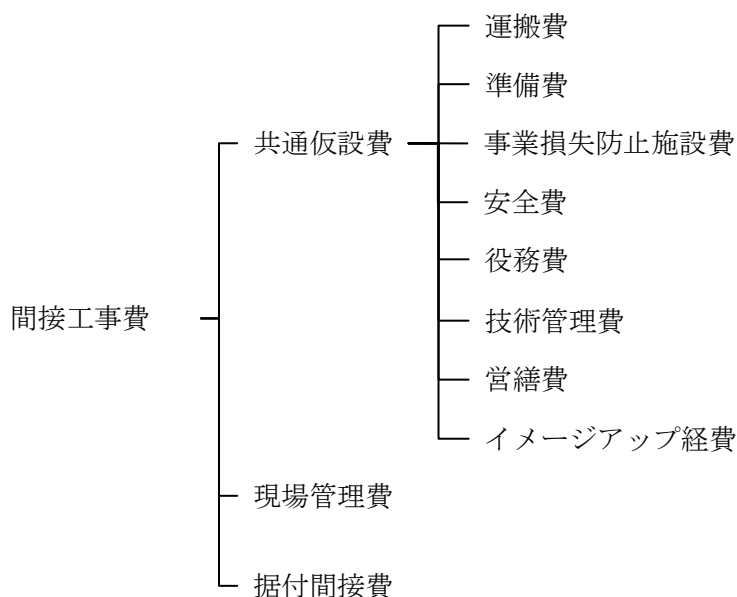 運搬費
準備費
共通仮設費
事業損失防止施設費
安全費
役務費
間接工事費
技術管理費
営繕費
イメージアップ経費
現場管理費
据付間接費